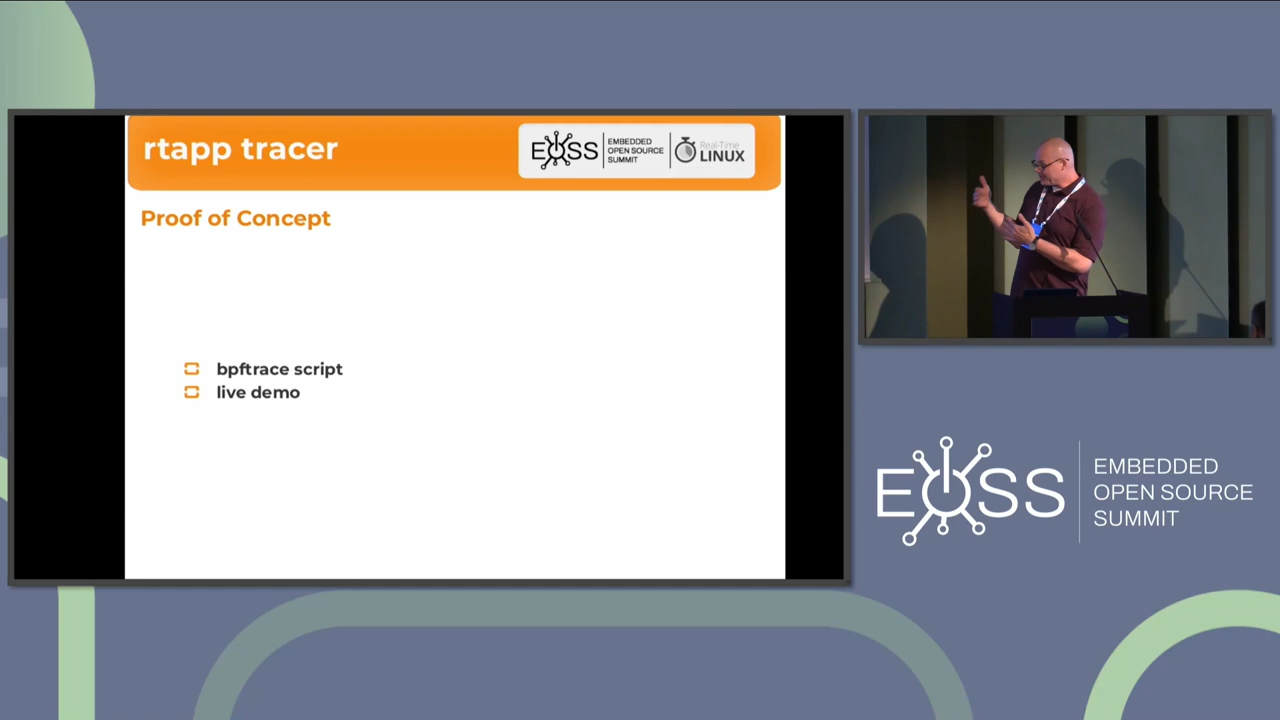 rtapp tracer
EOSS
EMBEDDED
OPEN SOURCE
SUMMIT
Real-Time
LINUX
Proof of Concept
bpftrace script
live demo
EOSS
EMBEDDED
OPEN SOURCE
SUMMIT